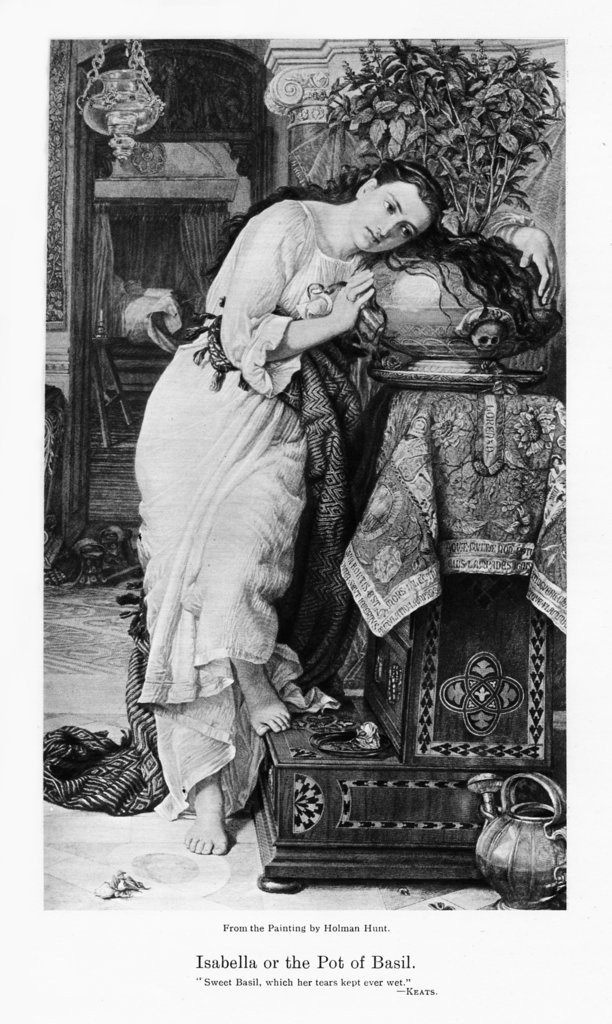 From the Painting by Holman Hunt.
Isabella or the Pot of Basil.
"Sweet Basil, which her tears kept ever wet."
—KEATS.